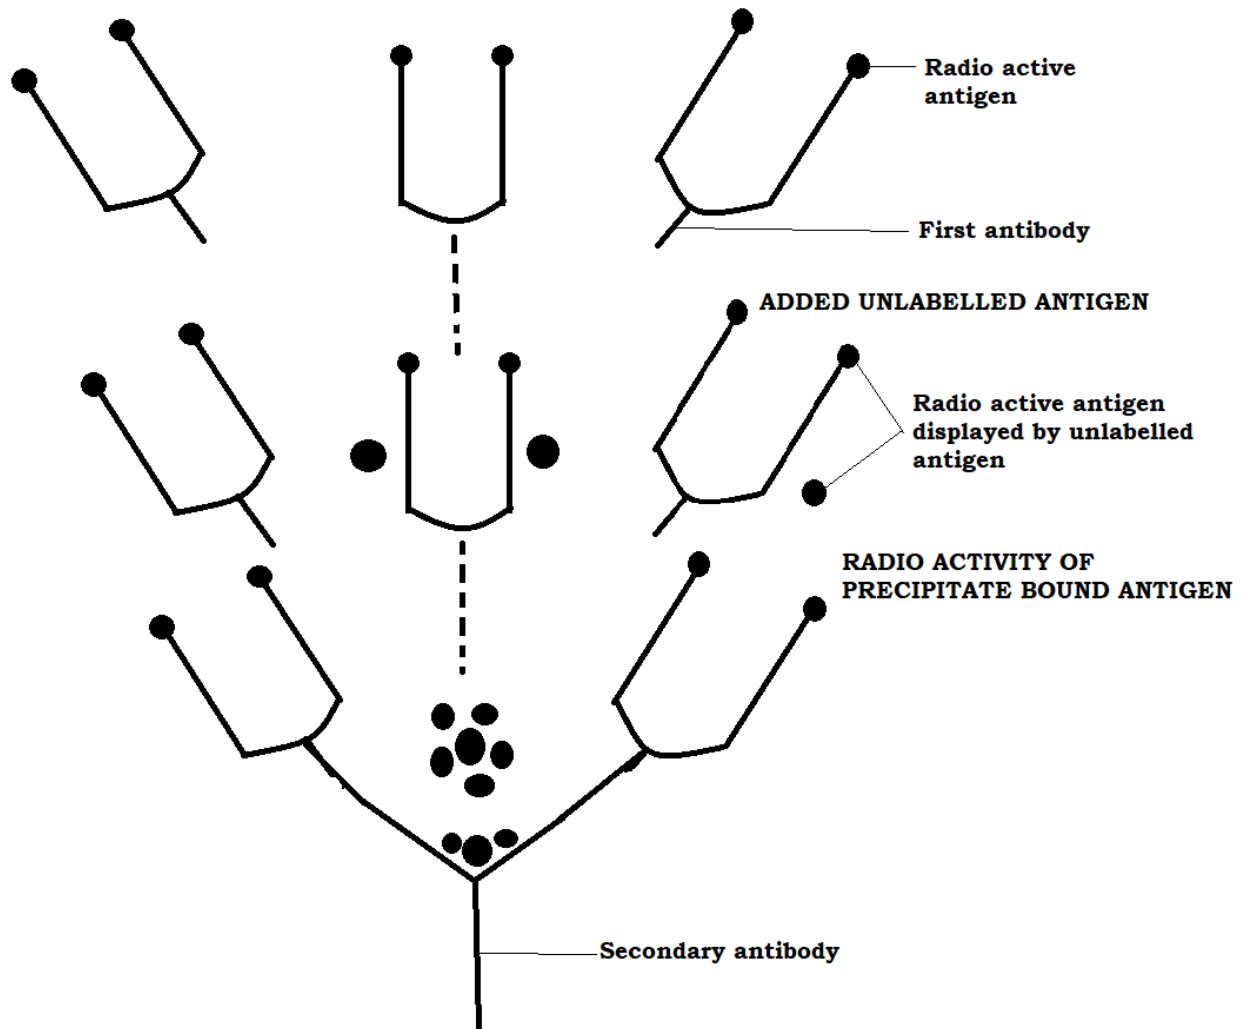 Radio active
antigen
First antibody
ADDED UNLABELLED ANTIGEN
Radio active antigen
displayed by unlabelled
antigen
RADIO ACTIVITY OF
PRECIPITATE BOUND ANTIGEN
Secondary antibody